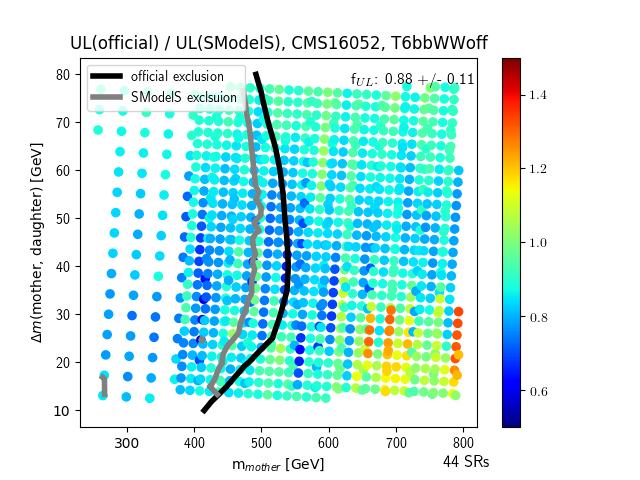 UL(official) / UL(SModelS), CMS16052, T6bbWWoff
official exclusion
SModelS exclsuion
f_UL: 0.88 +/- 0.11
80
70
60
50
40
30
20
10
Δm(mother, daughter) [GeV]
300 400 500 600 700 800
m_mother [GeV]
44 SRs
1.4
1.2
1.0
0.8
0.6